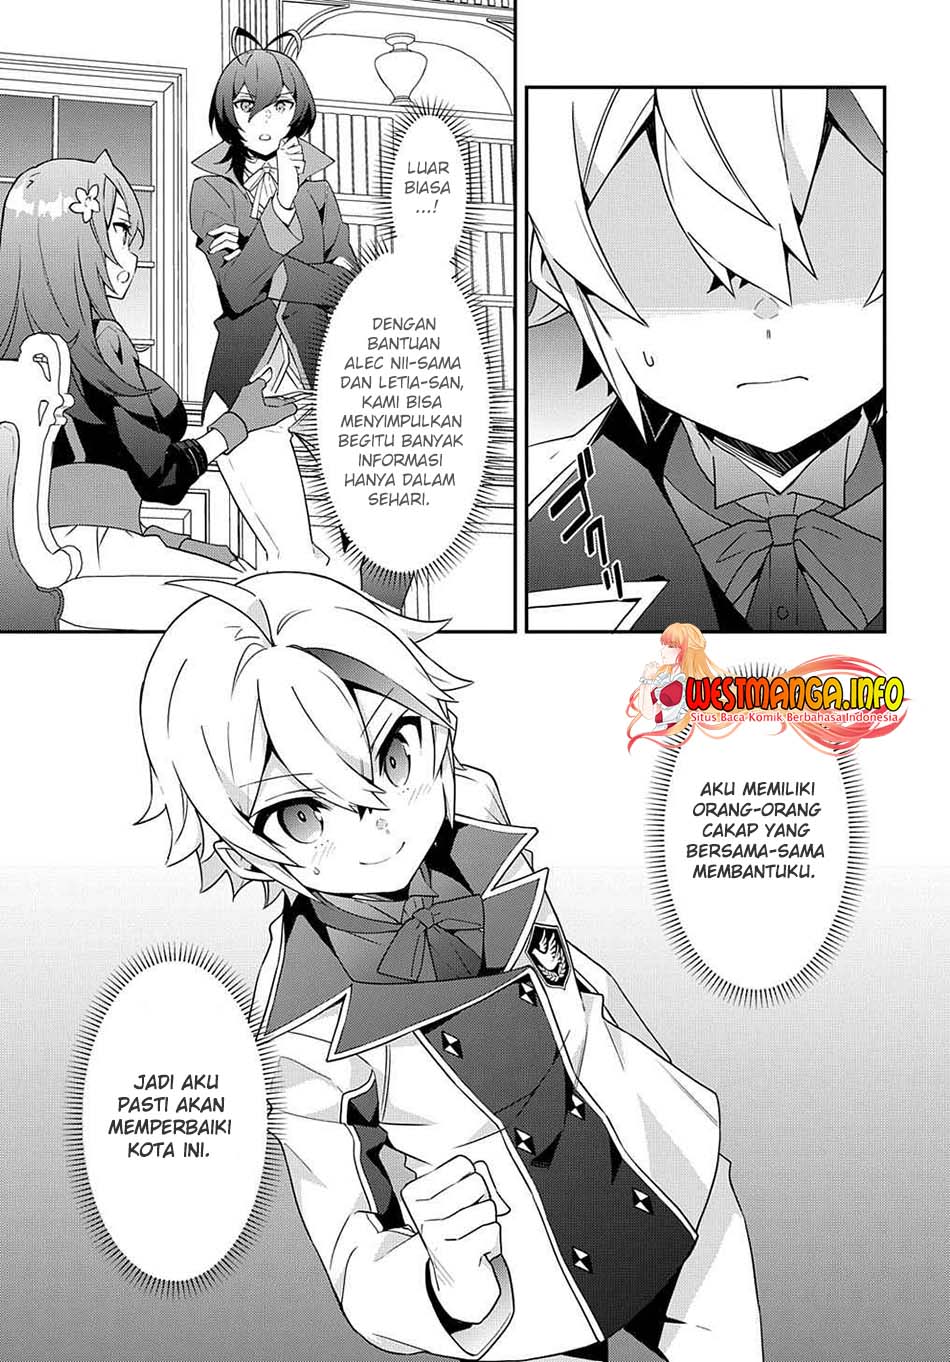 LUAR
BIASA
...!
DENGAN
BANTUAN
ALEC NII-SAMA
DAN LETIA-SAN,
KAMI BISA
MENYIMPULKAN
BEGITU BANYAK
INFORMASI
HANYA DALAM
SEHARI.
WESTMANGA.INFO
Situs Baca Komik Berbahasa Indonesia
AKU MEMILIKI
ORANG-ORANG
CAKAP YANG
BERSAMA-SAMA
MEMBANTUKU.
JADI AKU
PASTI AKAN
MEMPERBAIKI
KOTA INI.